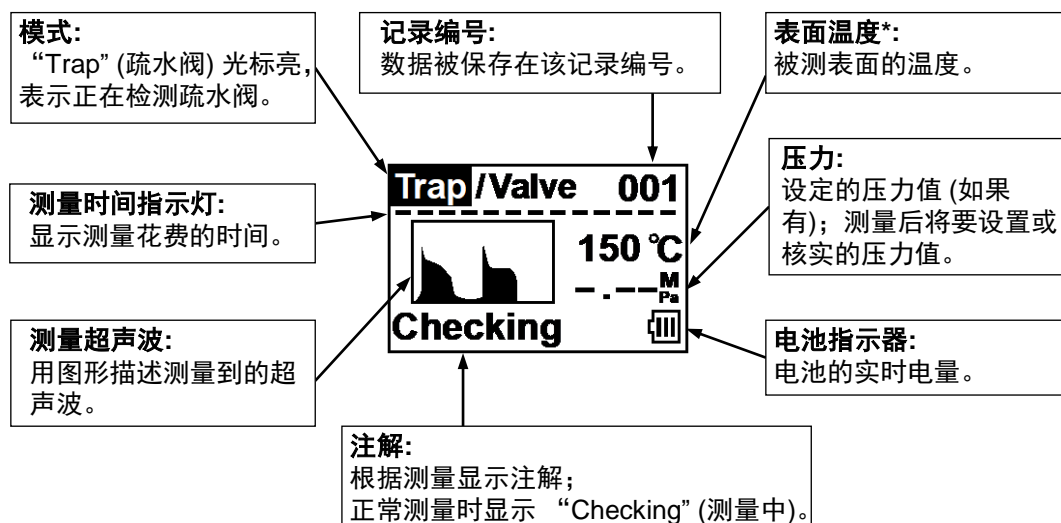 模式:
“Trap” (疏水阀) 光标亮,
表示正在检测疏水阀。
记录编号:
数据被保存在该记录编号。
表面温度*:
被测表面的温度。
测量时间指示灯:
显示测量花费的时间。
压力:
设定的压力值 (如果
有)；测量后将要设置或
核实的压力值。
Trap/Valve 001
150 ℃
--.-- MPa
Checking
测量超声波:
用图形描述测量到的超
声波。
电池指示器:
电池的实时电量。
注解:
根据测量显示注解；
正常测量时显示 “Checking” (测量中)。